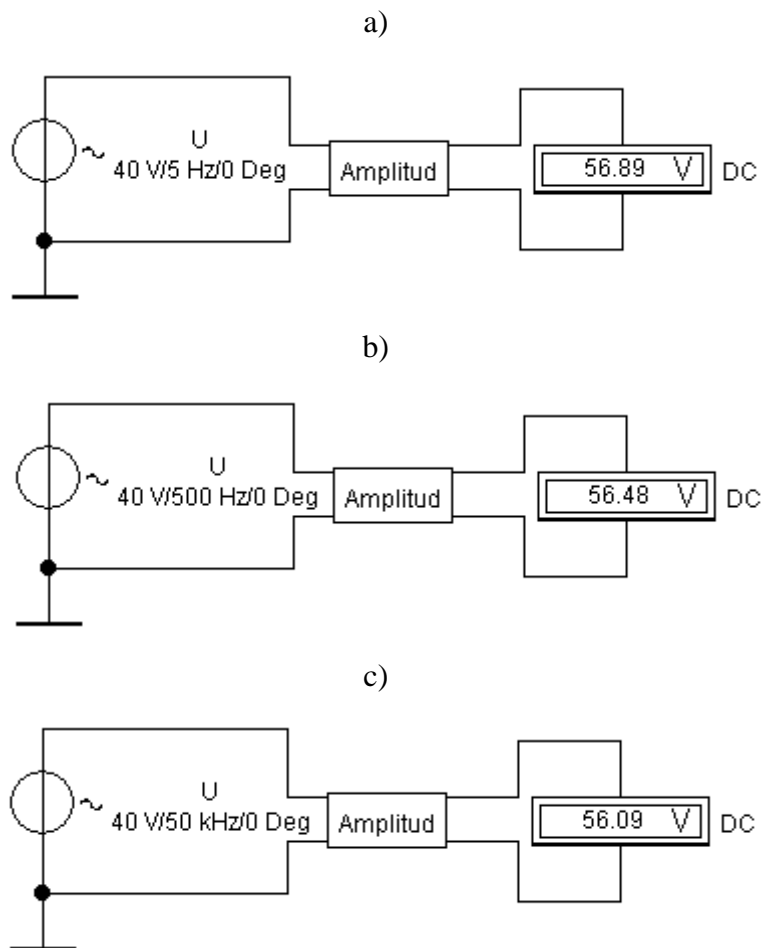 a)
U
40 V/5 Hz/0 Deg
Amplitud
56.89 V
DC
b)
U
40 V/500 Hz/0 Deg
Amplitud
56.48 V
DC
c)
U
40 V/50 kHz/0 Deg
Amplitud
56.09 V
DC